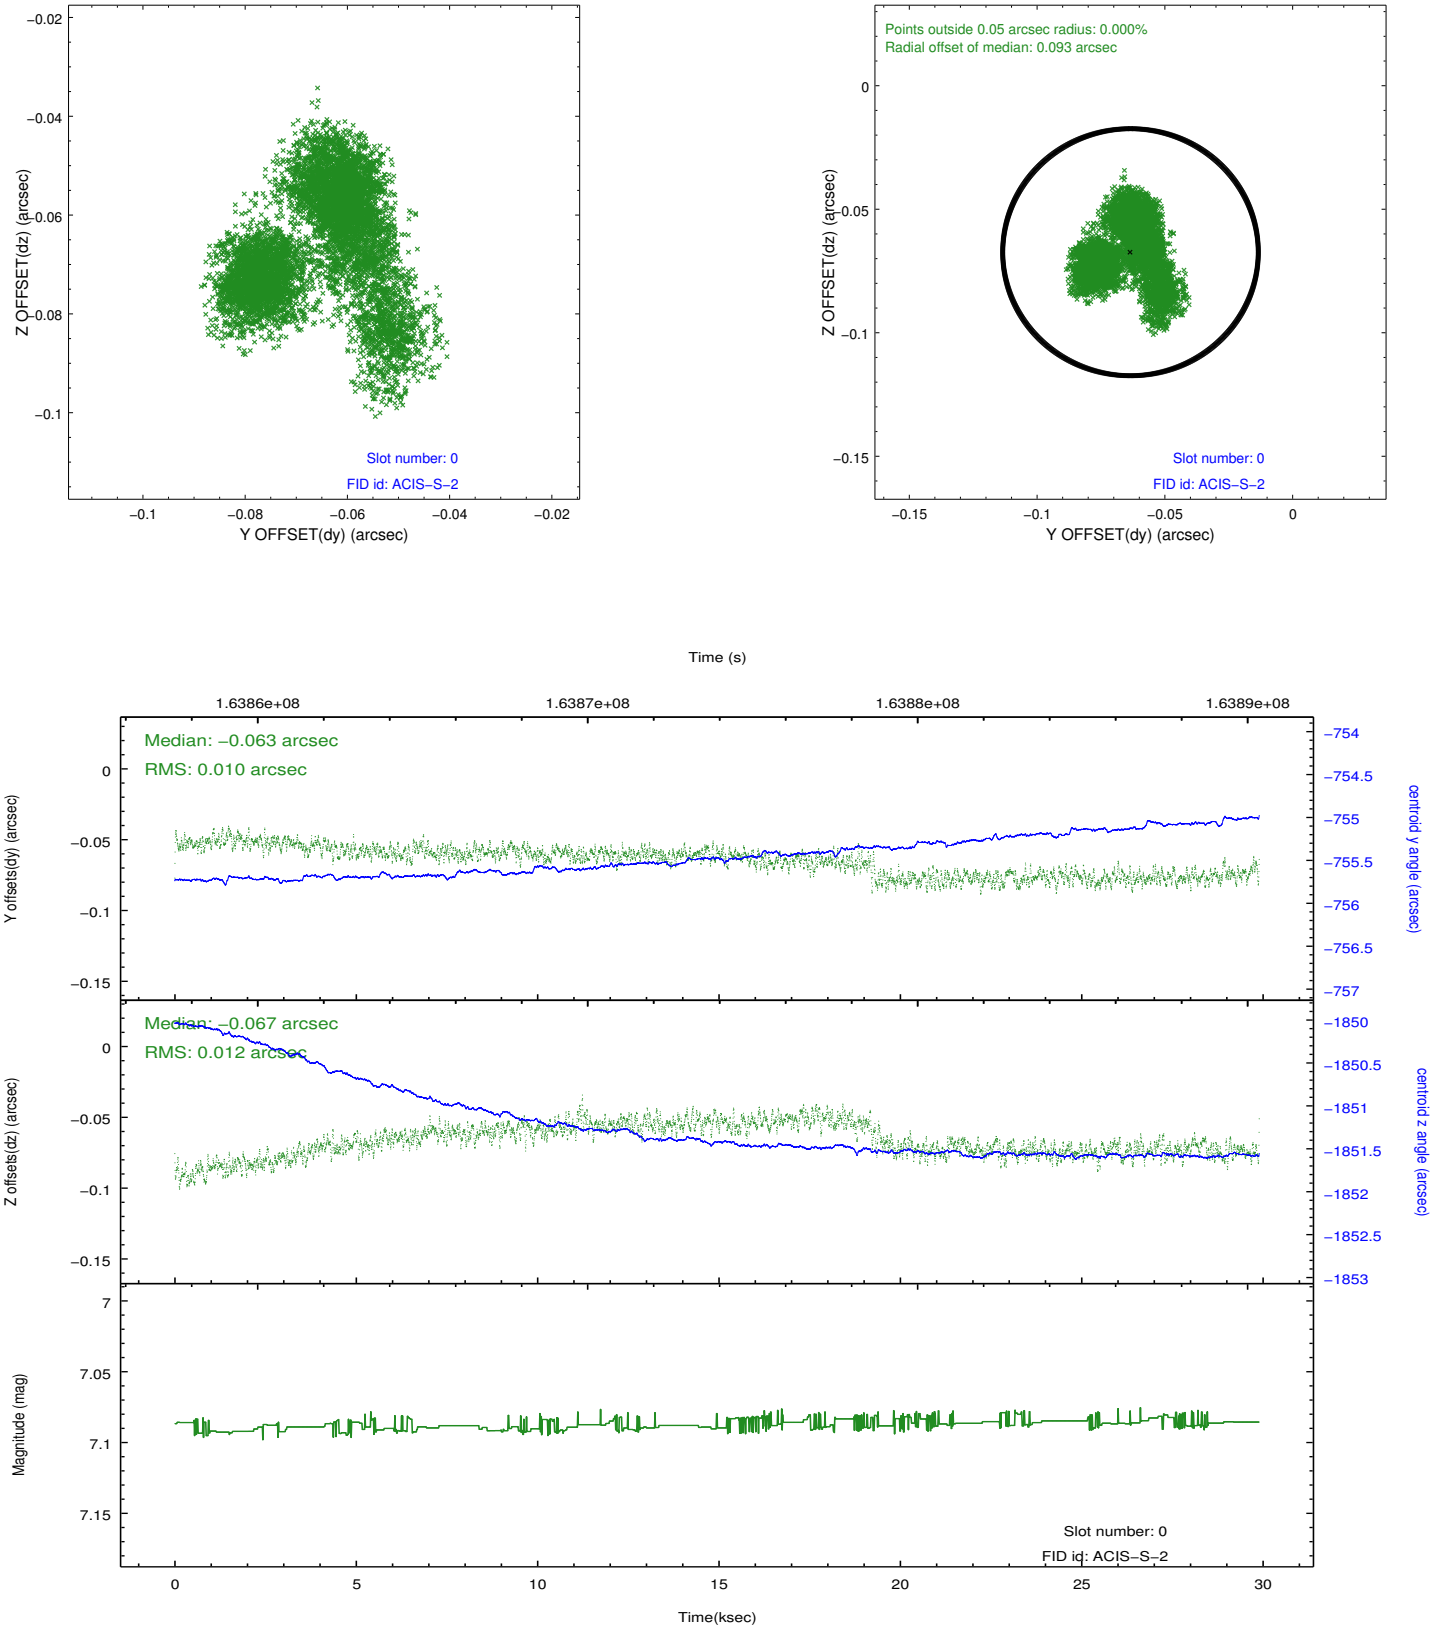 −0.02
−0.04
−0.06
−0.08
−0.1
Z OFFSET(dz) (arcsec)
Slot number: 0
FID id: ACIS−S−2
−0.1
−0.08
−0.06
−0.04
−0.02
Y OFFSET(dy) (arcsec)
Points outside 0.05 arcsec radius: 0.000%
Radial offset of median: 0.093 arcsec
0
−0.05
−0.1
−0.15
Z OFFSET(dz) (arcsec)
Slot number: 0
FID id: ACIS−S−2
−0.15
−0.1
−0.05
0
Y OFFSET(dy) (arcsec)
Time (s)
1.6386e+08
1.6387e+08
1.6388e+08
1.6389e+08
Median: −0.063 arcsec
RMS: 0.010 arcsec
0
−0.05
−0.1
−0.15
Y offsets(dy) (arcsec)
−754
−754.5
−755
−755.5
−756
−756.5
−757
centroid y angle (arcsec)
Median: −0.067 arcsec
RMS: 0.012 arcsec
0
−0.05
−0.1
−0.15
Z offsets(dz) (arcsec)
−1850
−1850.5
−1851
−1851.5
−1852
−1852.5
−1853
centroid z angle (arcsec)
7
7.05
7.1
7.15
Magnitude (mag)
Slot number: 0
FID id: ACIS−S−2
0
5
10
15
20
25
30
Time(ksec)